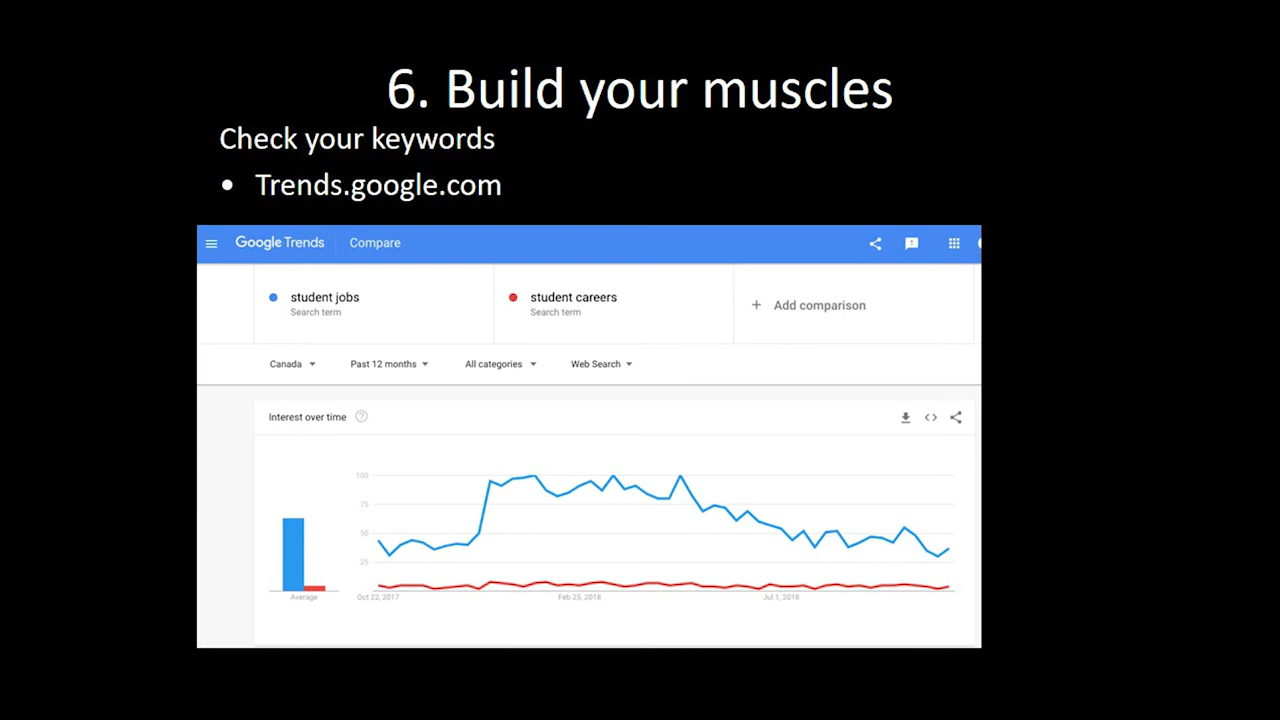 6. Build your muscles
Check your keywords
• Trends.google.com
Google Trends Compare
student jobs
Search term
student careers
Search term
+ Add comparison
Canada Past 12 months All categories Web Search
Interest over time ?
100
75
50
25
Average
Oct 22, 2017 Feb 25, 2018 Jul 1, 2018